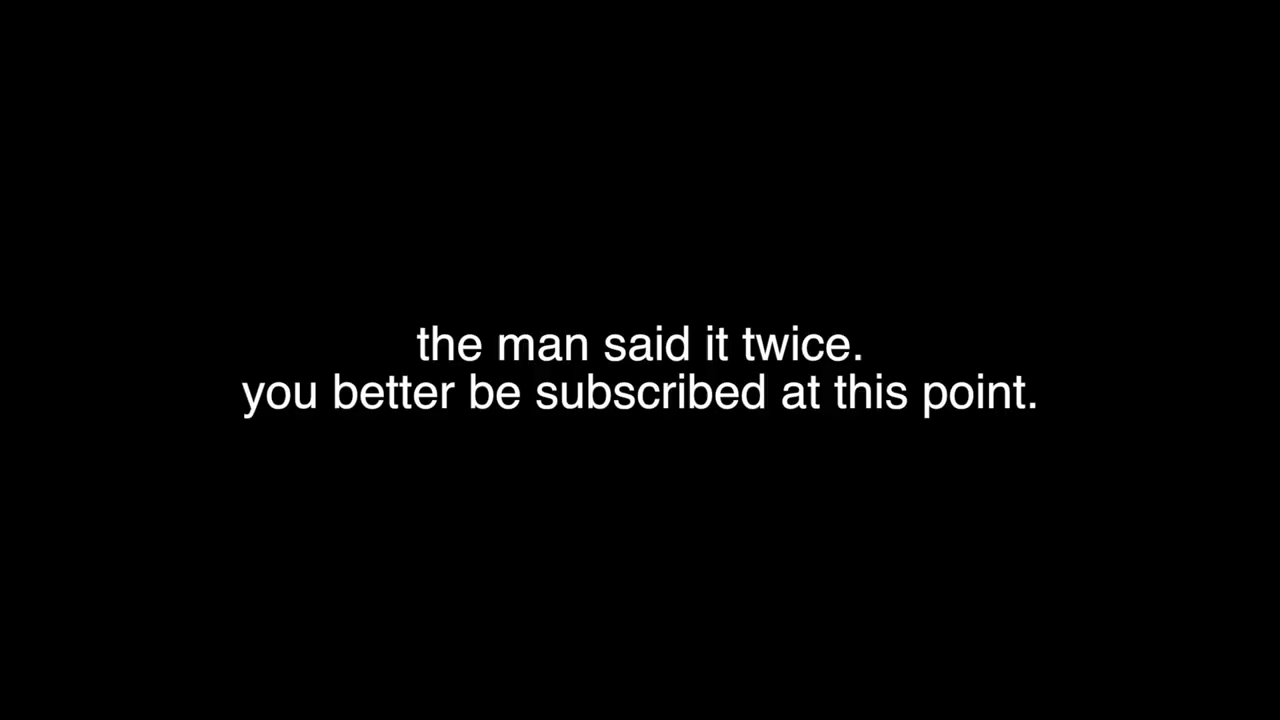 the man said it twice.
you better be subscribed at this point.